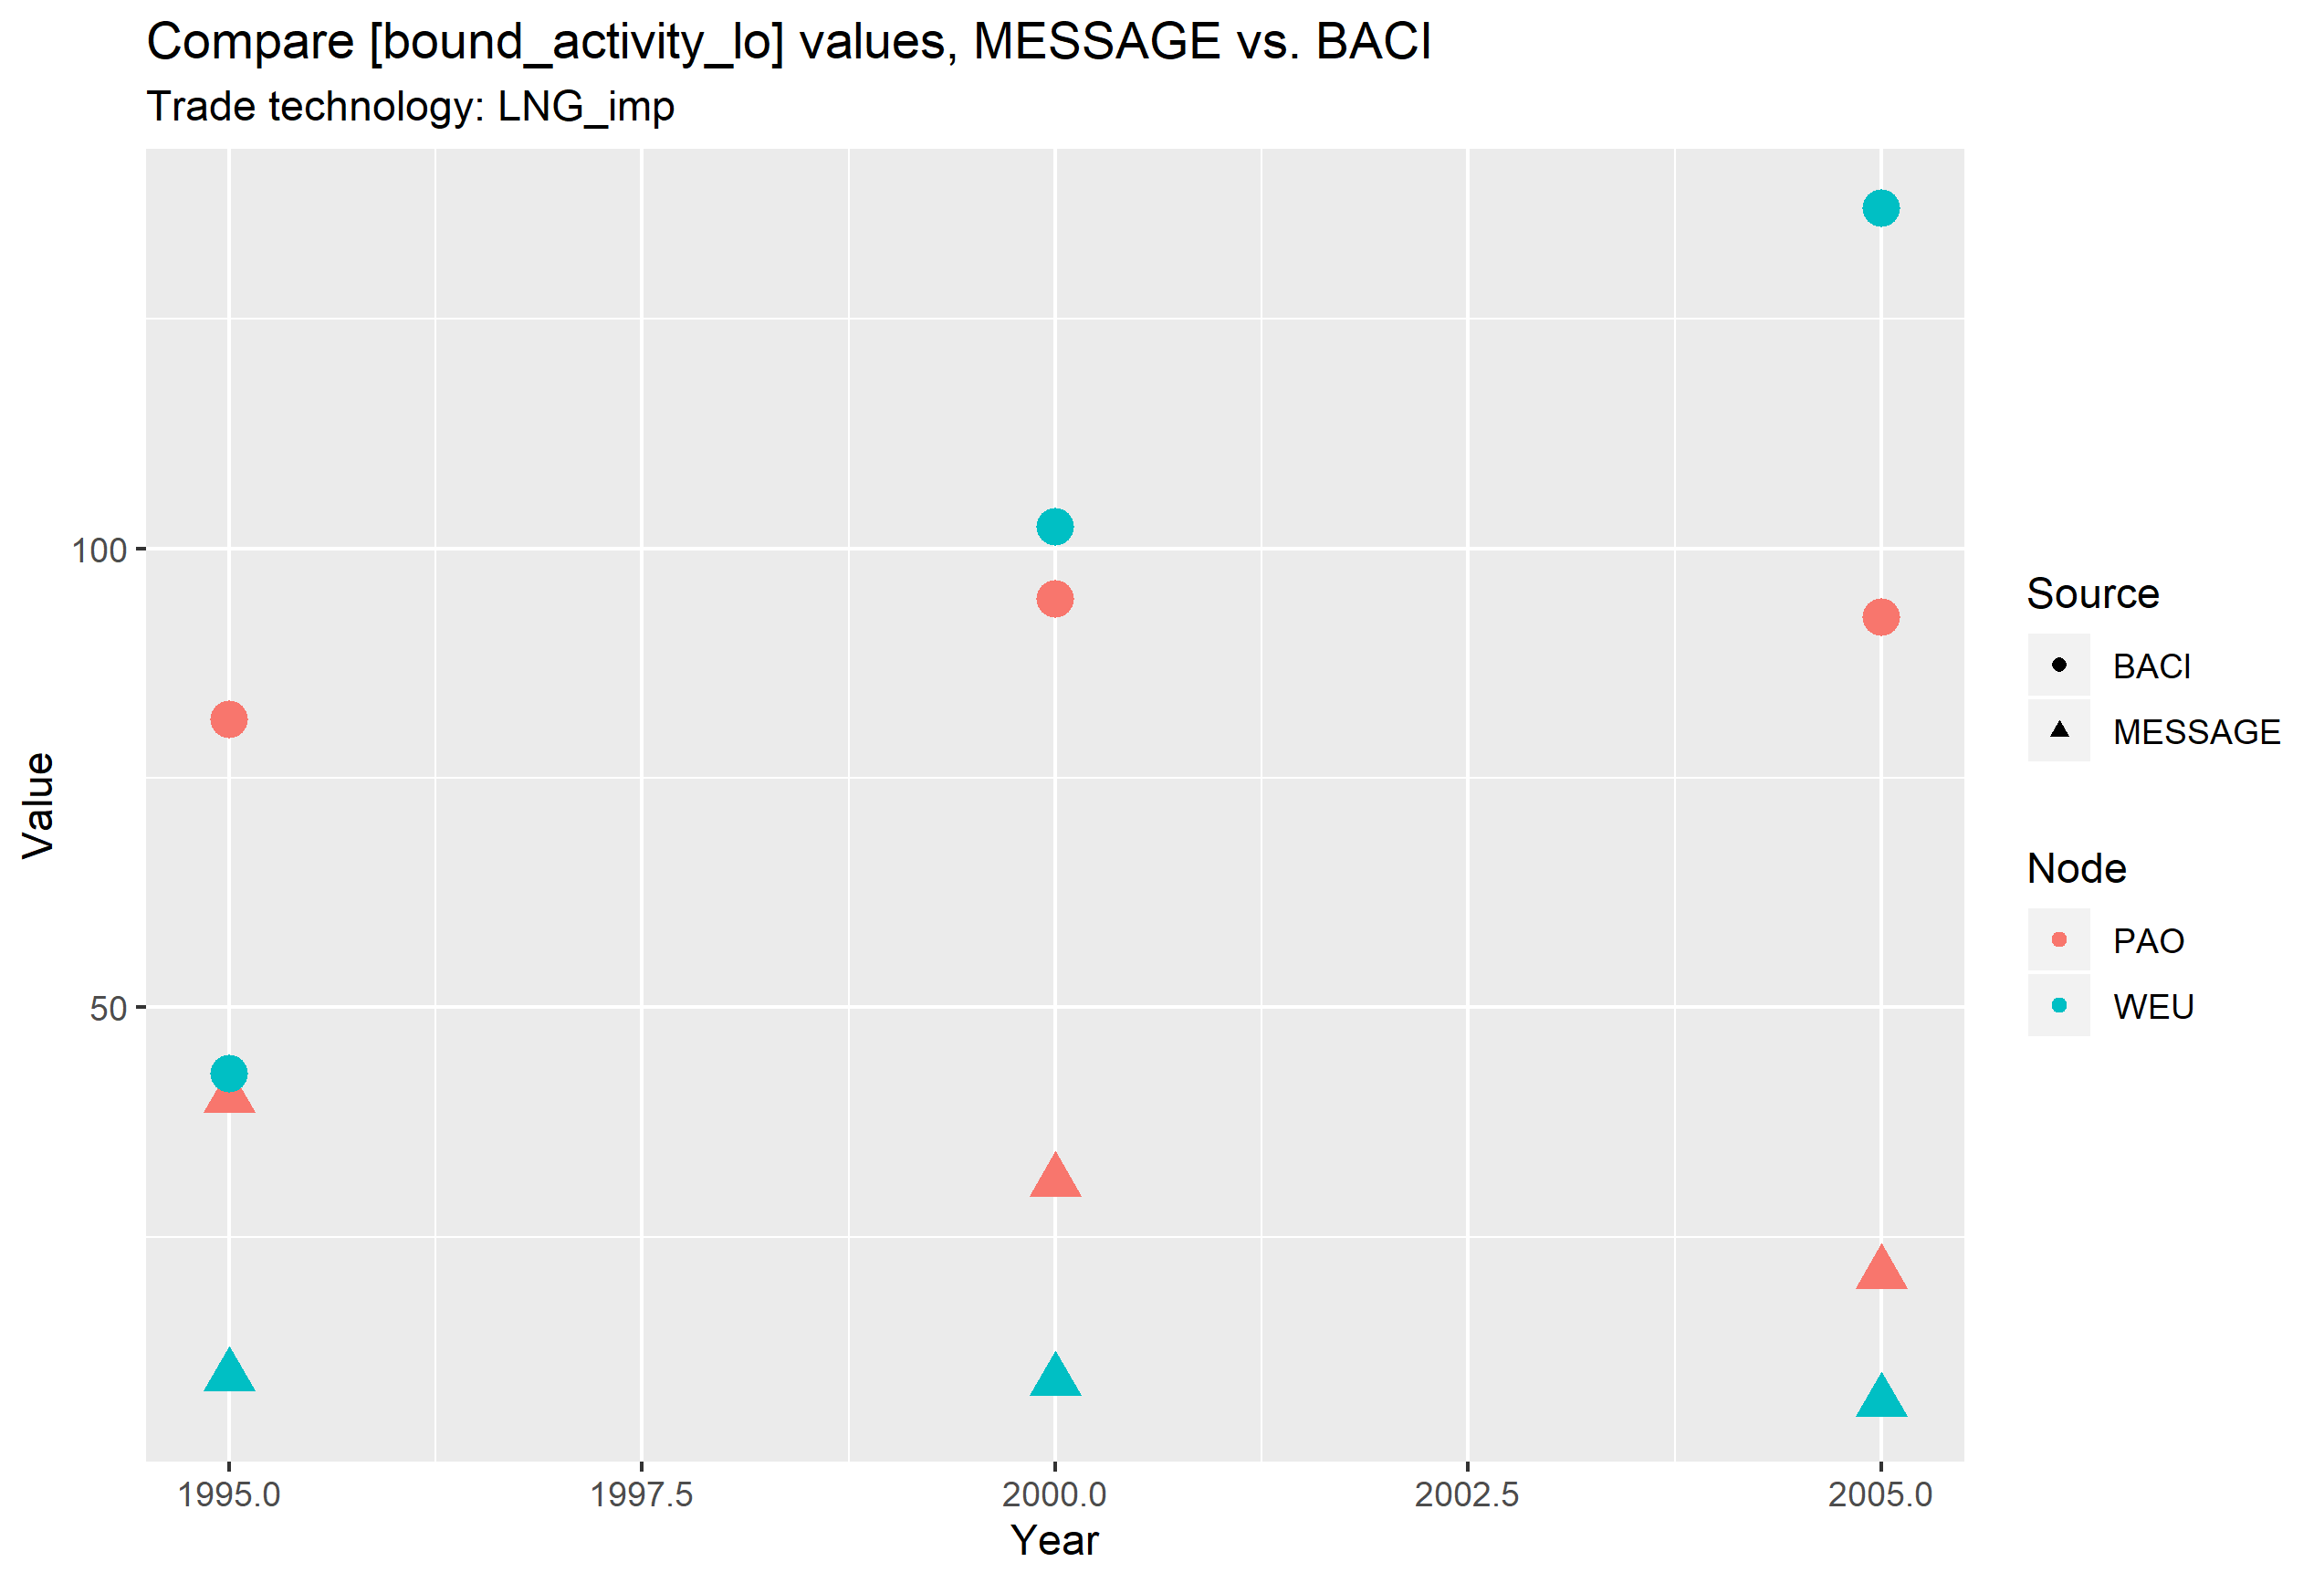 Compare [bound_activity_lo] values, MESSAGE vs. BACI
Trade technology: LNG_imp
Value
100
50
1995.0
1997.5
2000.0
2002.5
2005.0
Year
Source
BACI
MESSAGE
Node
PAO
WEU